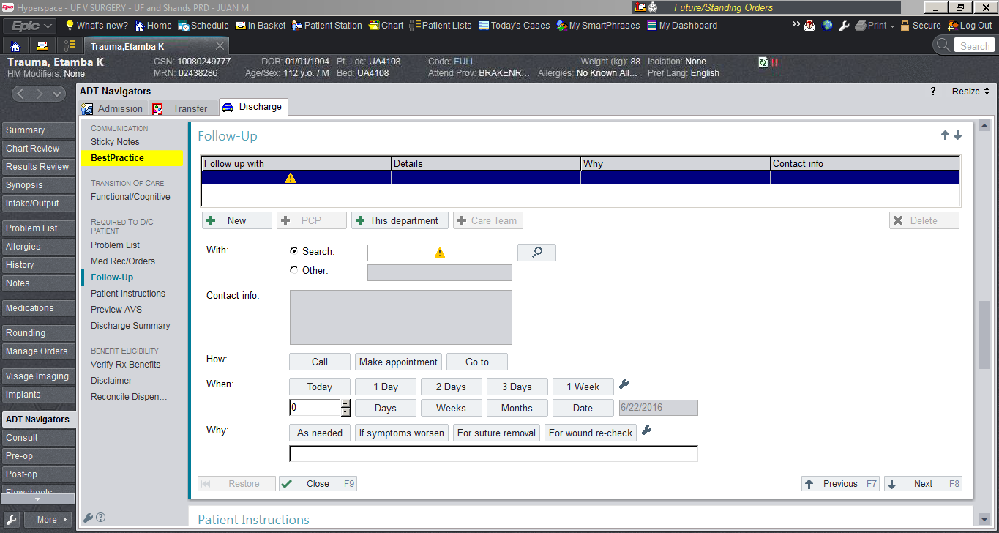 Epic Hyperspace - UF V SURGERY - UF and Shands PRD - JUAN M.
Future/Standing Orders
Epic What's new? Home Schedule In Basket Patient Station Chart Patient Lists Today's Cases My SmartPhrases My Dashboard Print Secure Log Out
Trauma,Etamba K
Search
Trauma, Etamba K CSN: 10080249777 DOB: 01/01/1904 Pt. Loc: UA4108 Code: FULL Weight (kg): 88 Isolation: None
HM Modifiers: None MRN: 02438286 Age/Sex: 112 y.o. / M Bed: UA4108 Attend Prov: BRAKENR... Allergies: No Known All... Pref Lang: English
ADT Navigators ? Resize
Admission Transfer Discharge
Summary
Chart Review
Results Review
Synopsis
Intake/Output
Problem List
Allergies
History
Notes
Medications
Rounding
Manage Orders
Visage Imaging
Implants
ADT Navigators
Consult
Pre-op
Post-op
Flowsheets
More
COMMUNICATION
Sticky Notes
BestPractice
TRANSITION OF CARE
Functional/Cognitive
REQUIRED TO D/C
PATIENT
Problem List
Med Rec/Orders
Follow-Up
Patient Instructions
Preview AVS
Discharge Summary
BENEFIT ELIGIBILITY
Verify Rx Benefits
Disclaimer
Reconcile Dispen...
Follow-Up
Follow up with Details Why Contact info
New PCP This department Care Team Delete
With: Search:
Other:
Contact info:
How: Call Make appointment Go to
When: Today 1 Day 2 Days 3 Days 1 Week
0 Days Weeks Months Date 6/22/2016
Why: As needed If symptoms worsen For suture removal For wound re-check
Restore Close F9 Previous F7 Next F8
Patient Instructions